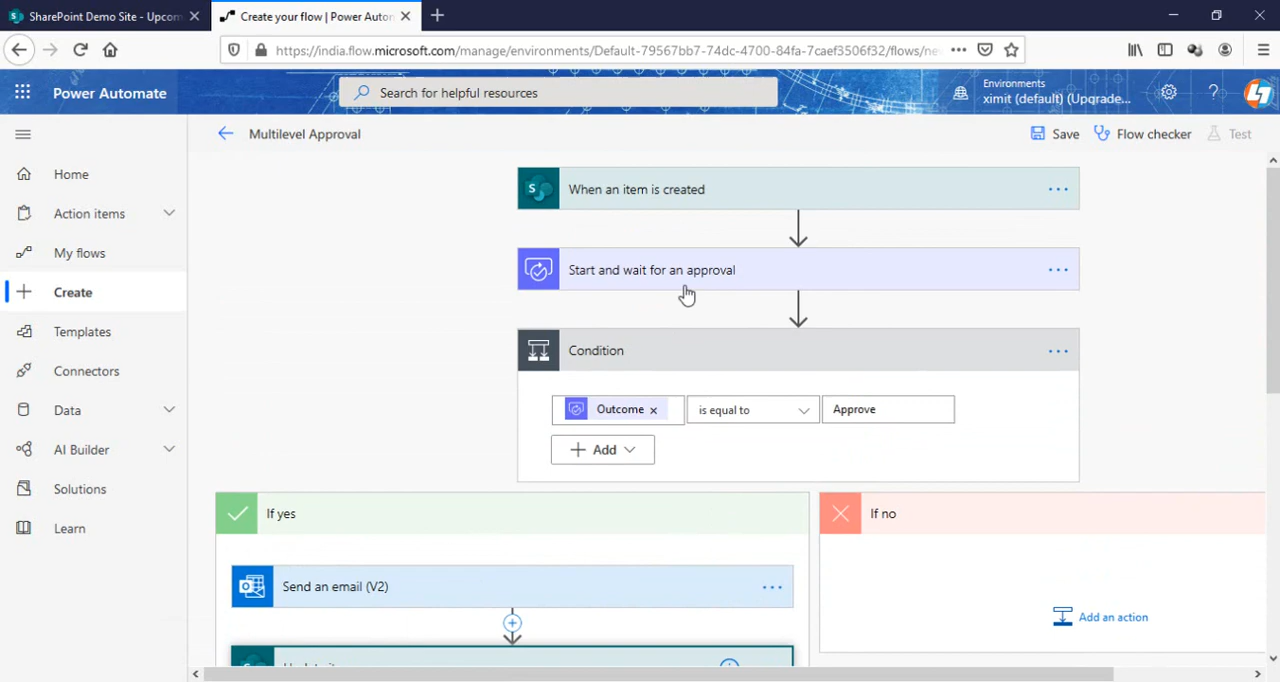 SharePoint Demo Site - Upcom
Create your flow | Power Automa
https://india.flow.microsoft.com/manage/environments/Default-79567bb7-74dc-4700-84fa-7caef3506f32/flows/ne
Power Automate
Search for helpful resources
Environments
ximit (default) (Upgrade...
Multilevel Approval
Save
Flow checker
Test
Home
Action items
My flows
Create
Templates
Connectors
Data
AI Builder
Solutions
Learn
When an item is created
Start and wait for an approval
Condition
Outcome
is equal to
Approve
Add
If yes
If no
Send an email (V2)
Add an action